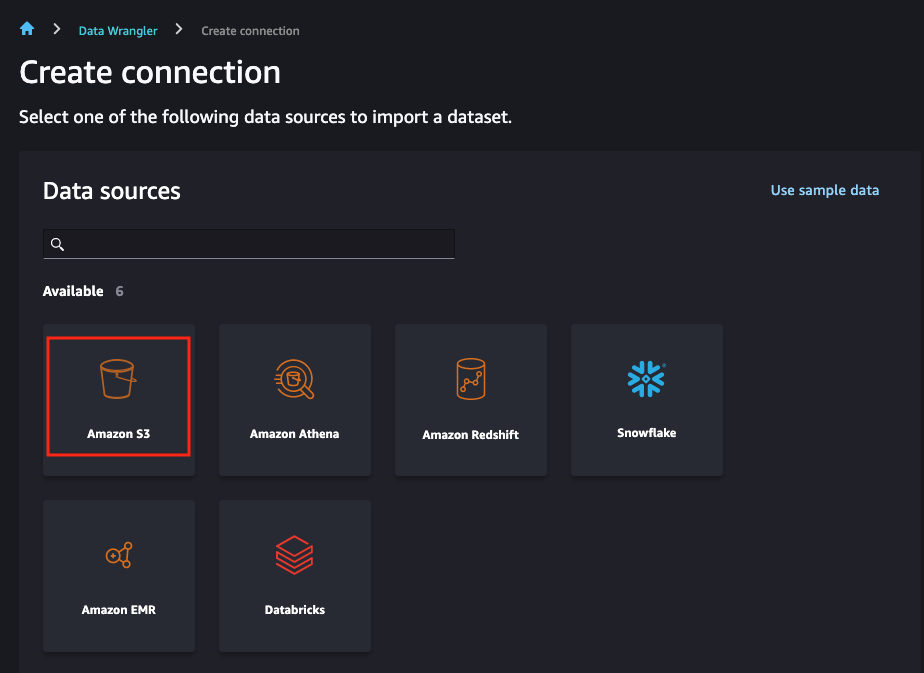 Data Wrangler Create connection
Create connection
Select one of the following data sources to import a dataset.
Data sources
Use sample data
Available 6
Amazon S3
Amazon Athena
Amazon Redshift
Snowflake
Amazon EMR
Databricks